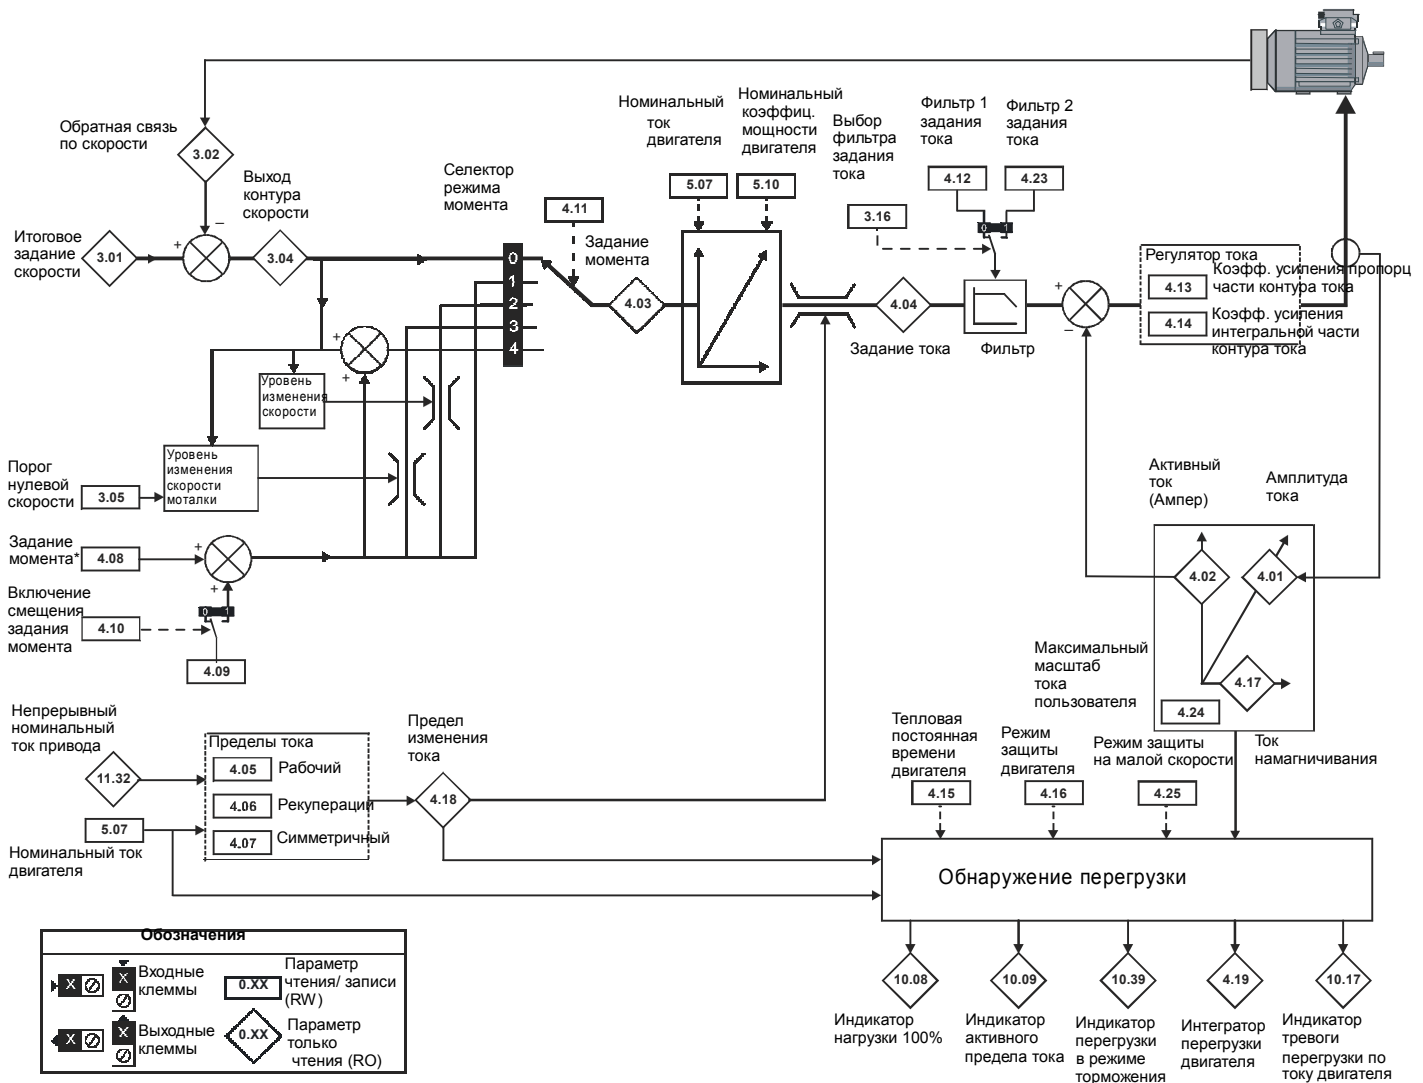 Обратная связь
по скорости
3.02
Выход
контура
скорости
Итоговое
задание
скорости
3.01
+
–
3.04
Селектор
режима
момента
4.11
0
1
2
3
4
Задание
момента
4.03
Номинальный
ток
двигателя
5.07
Номинальный
коэффиц.
мощности
двигателя
5.10
Выбор
фильтра
задания
тока
3.16
Фильтр 1
задания
тока
4.12
Фильтр 2
задания
тока
4.23
0 1
4.04
Задание тока
Фильтр
+
–
Регулятор тока
4.13
Коэфф. усиления пропорц
части контура тока
4.14
Коэфф. усиления
интегральной части
контура тока
+
+
Уровень
изменения
скорости
Уровень
изменения
скорости
моталки
Порог
нулевой
скорости
3.05
Задание
момента*
4.08
+
+
Включение
смещения
задания
момента
4.10
0 1
4.09
Активный
ток
(Ампер)
Амплитуда
тока
4.02
4.01
4.17
4.24
Максимальный
масштаб
тока
пользователя
Ток
намагничивания
Непрерывный
номинальный
ток привода
11.32
5.07
Номинальный ток
двигателя
Пределы тока
4.05
Рабочий
4.06
Рекупераций
4.07
Симметричный
Предел
изменения
тока
4.18
Тепловая
постоянная
времени
двигателя
4.15
Режим
защиты
двигателя
4.16
Режим защиты
на малой скорости
4.25
Обнаружение перегрузки
10.08
Индикатор
нагрузки 100%
10.09
Индикатор
активного
предела тока
10.39
Индикатор
перегрузки
в режиме
торможения
4.19
Интегратор
перегрузки
двигателя
10.17
Индикатор
тревоги
перегрузки по
току двигателя
Обозначения
X
X
Входные
клеммы
0.XX
Параметр
чтения/ записи
(RW)
X
X
Выходные
клеммы
0.XX
Параметр
только
чтения (RO)